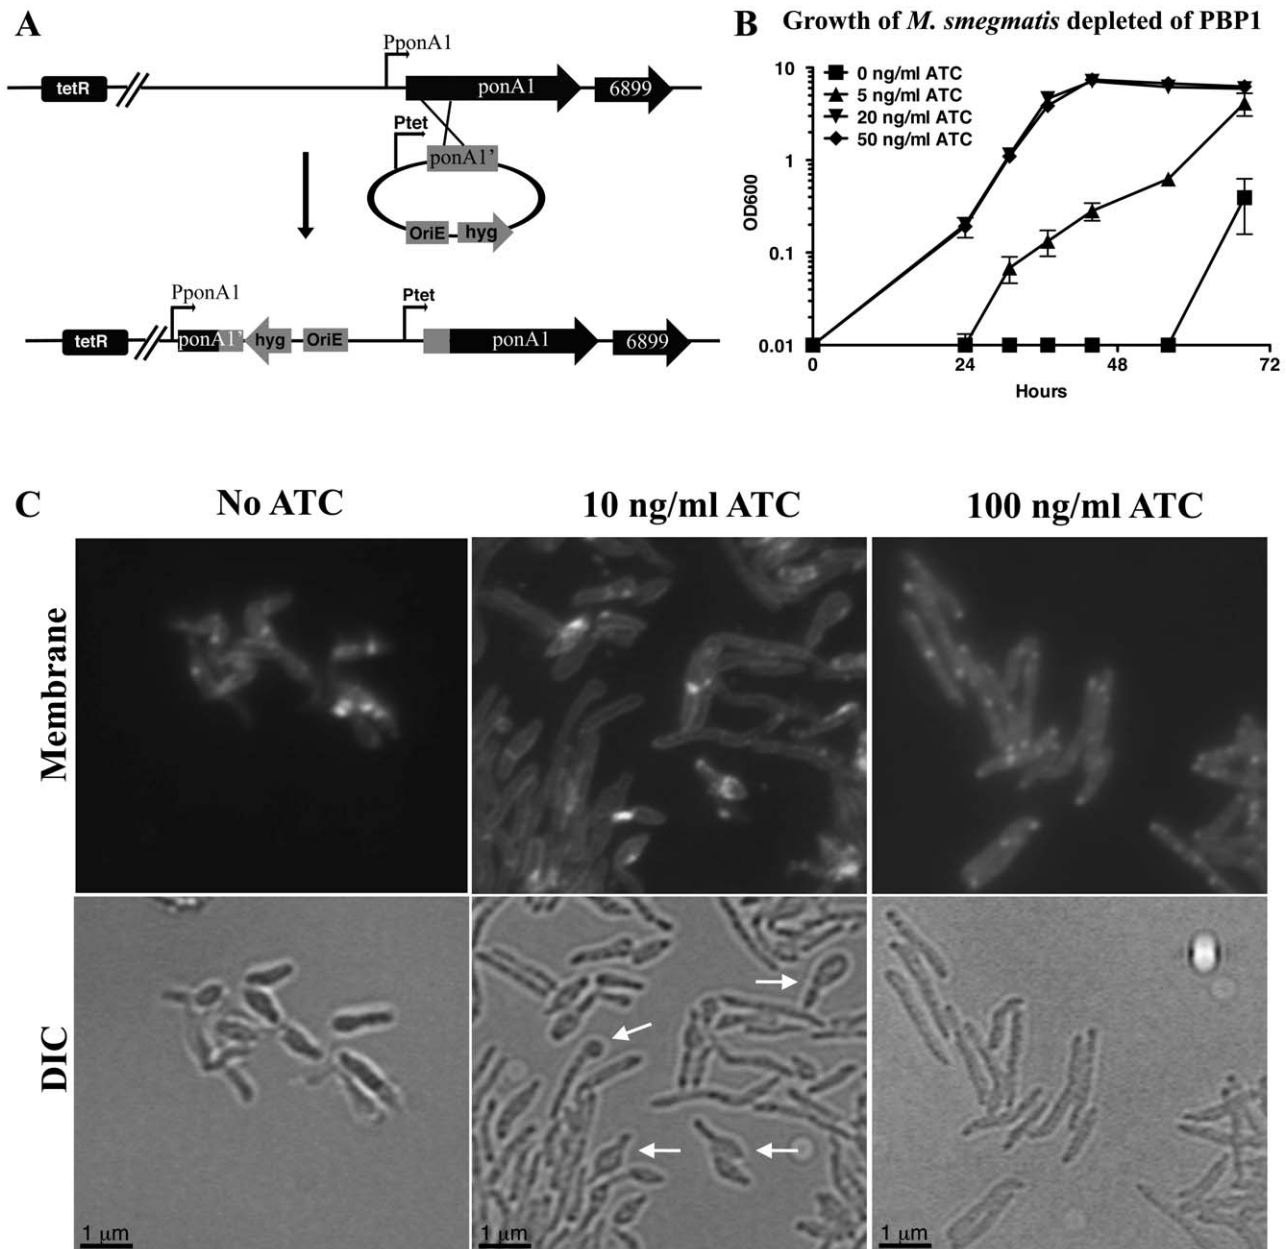 A
PponA1
tetR
ponA1
6899
Ptet
ponA1'
OriE
hyg
PponA1
Ptet
tetR
ponA1'
hyg
OriE
ponA1
6899
B
Growth of M. smegmatis depleted of PBP1
10
1
0.1
0.01
OD600
0 ng/ml ATC
5 ng/ml ATC
20 ng/ml ATC
50 ng/ml ATC
0
24
48
72
Hours
C
No ATC
10 ng/ml ATC
100 ng/ml ATC
Membrane
DIC
1 μm
1 μm
1 μm